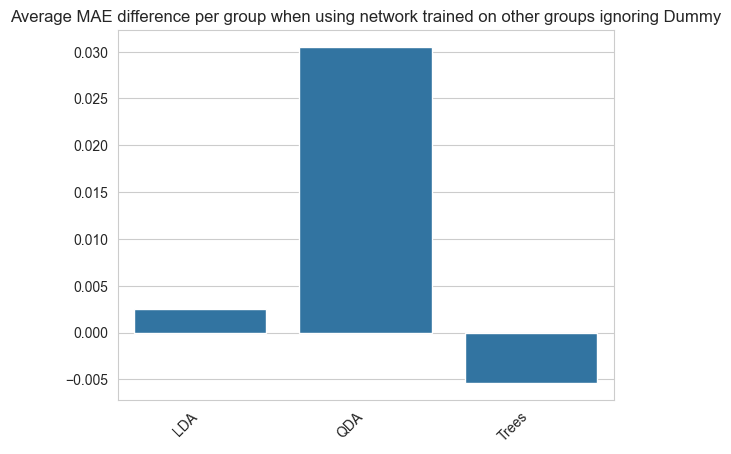 Average MAE difference per group when using network trained on other groups ignoring Dummy
0.030
0.025
0.020
0.015
0.010
0.005
0.000
−0.005
LDA
QDA
Trees